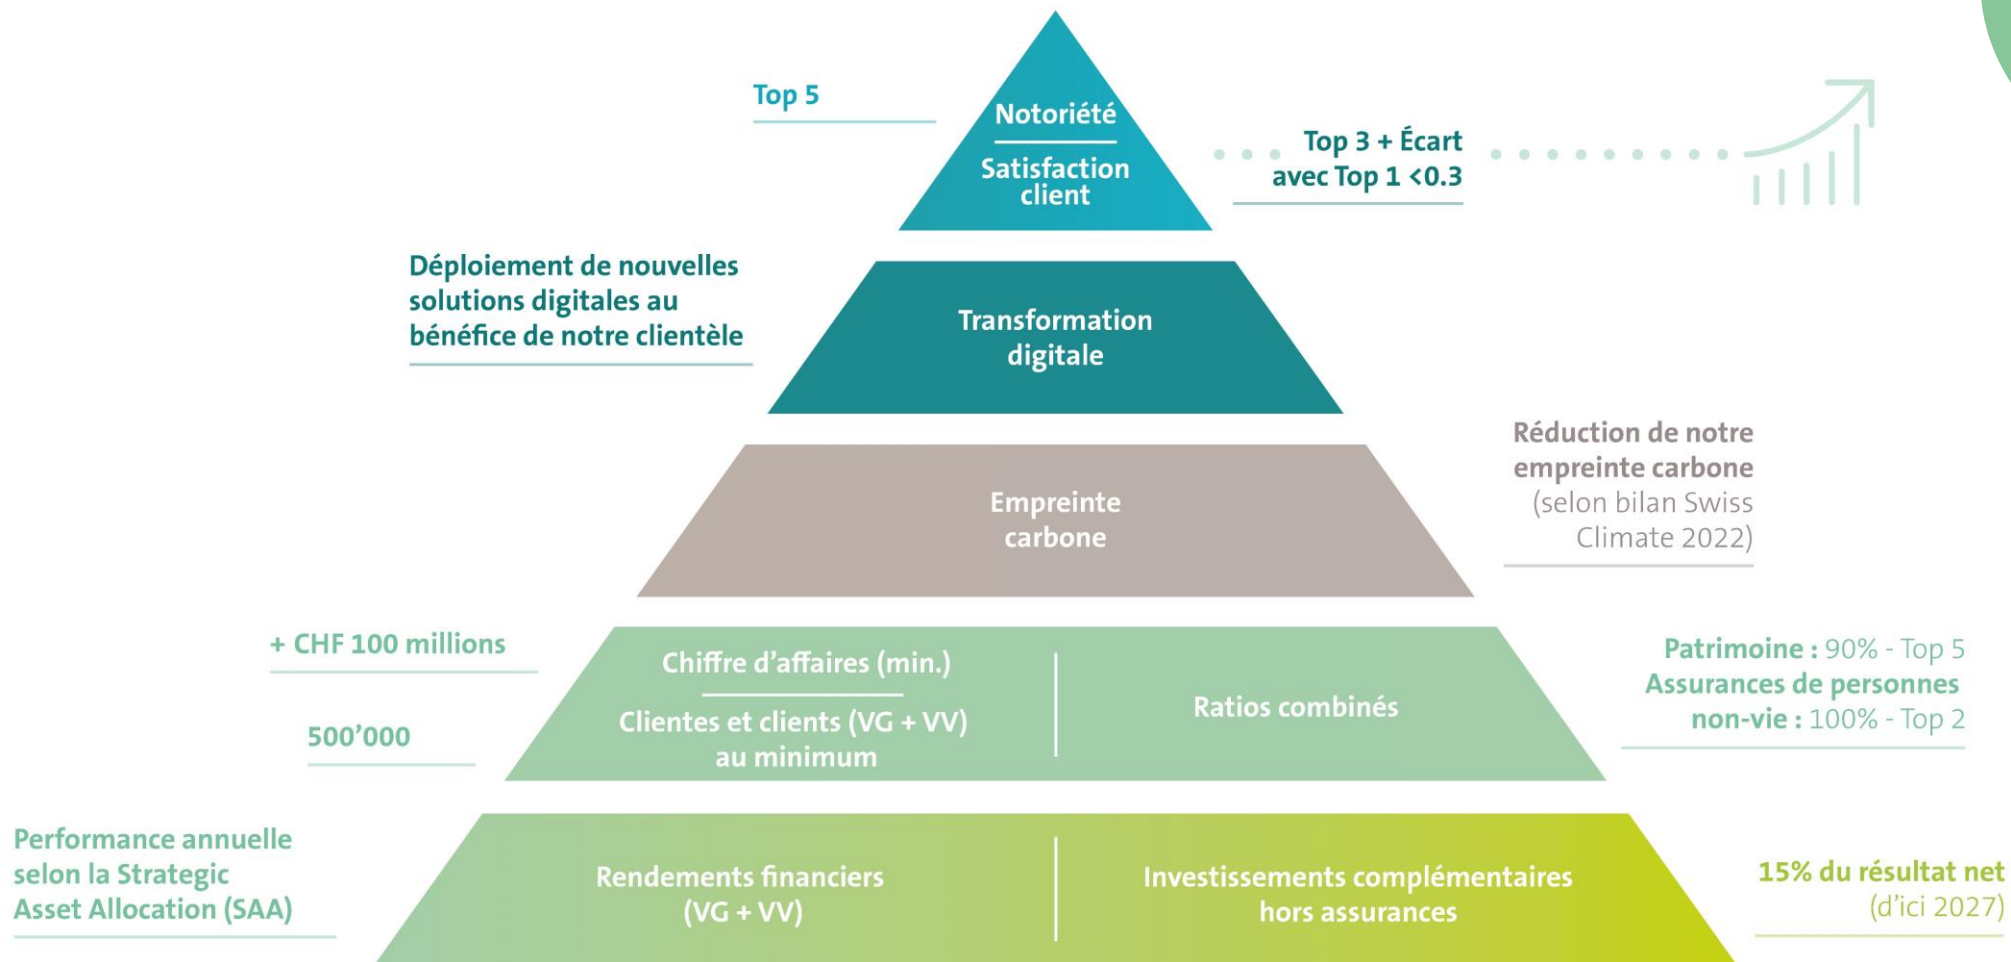 Top 5
Notoriété
Satisfaction
client
Top 3 + Écart
avec Top 1 <0.3
Déploiement de nouvelles
solutions digitales au
bénéfice de notre clientèle
Transformation
digitale
Empreinte
carbone
Réduction de notre
empreinte carbone
(selon bilan Swiss
Climate 2022)
+ CHF 100 millions
500’000
Chiffre d’affaires (min.)
Clientes et clients (VG + VV)
au minimum
Ratios combinés
Patrimoine : 90% - Top 5
Assurances de personnes
non-vie : 100% - Top 2
Performance annuelle
selon la Strategic
Asset Allocation (SAA)
Rendements financiers
(VG + VV)
Investissements complémentaires
hors assurances
15% du résultat net
(d’ici 2027)